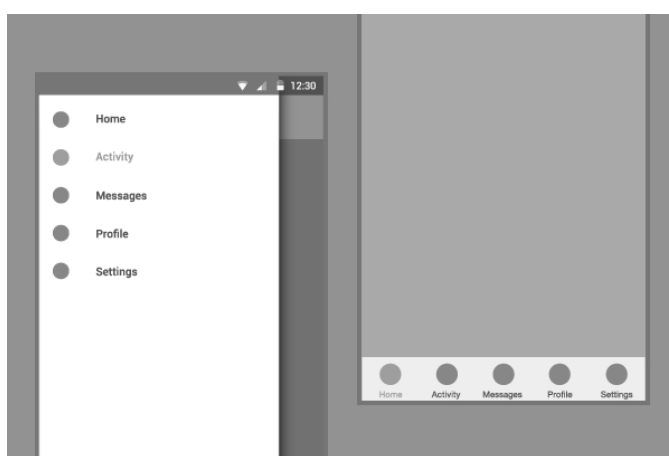 12:30
Home
Activity
Messages
Profile
Settings
Home Activity Messages Profile Settings